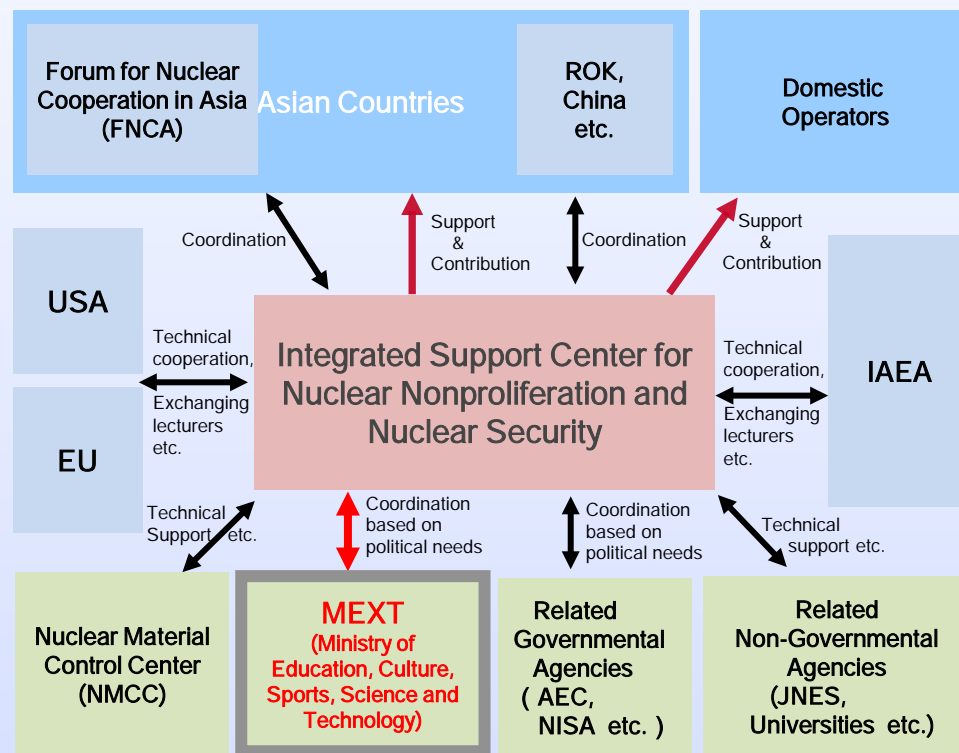 Forum for Nuclear
Cooperation in Asia
(FNCA)
Asian Countries
ROK,
China
etc.
Domestic
Operators
Coordination
Support
&
Contribution
Coordination
Support
&
Contribution
USA
EU
Technical
cooperation,
Exchanging
lecturers
etc.
Integrated Support Center for
Nuclear Nonproliferation and
Nuclear Security
Technical
cooperation,
Exchanging
lecturers
etc.
IAEA
Technical
Support etc.
Coordination
based on
political needs
Coordination
based on
political needs
Technical
support etc.
Nuclear Material
Control Center
(NMCC)
MEXT
(Ministry of
Education, Culture,
Sports, Science and
Technology)
Related
Governmental
Agencies
( AEC,
NISA etc. )
Related
Non-Governmental
Agencies
(JNES,
Universities etc.)